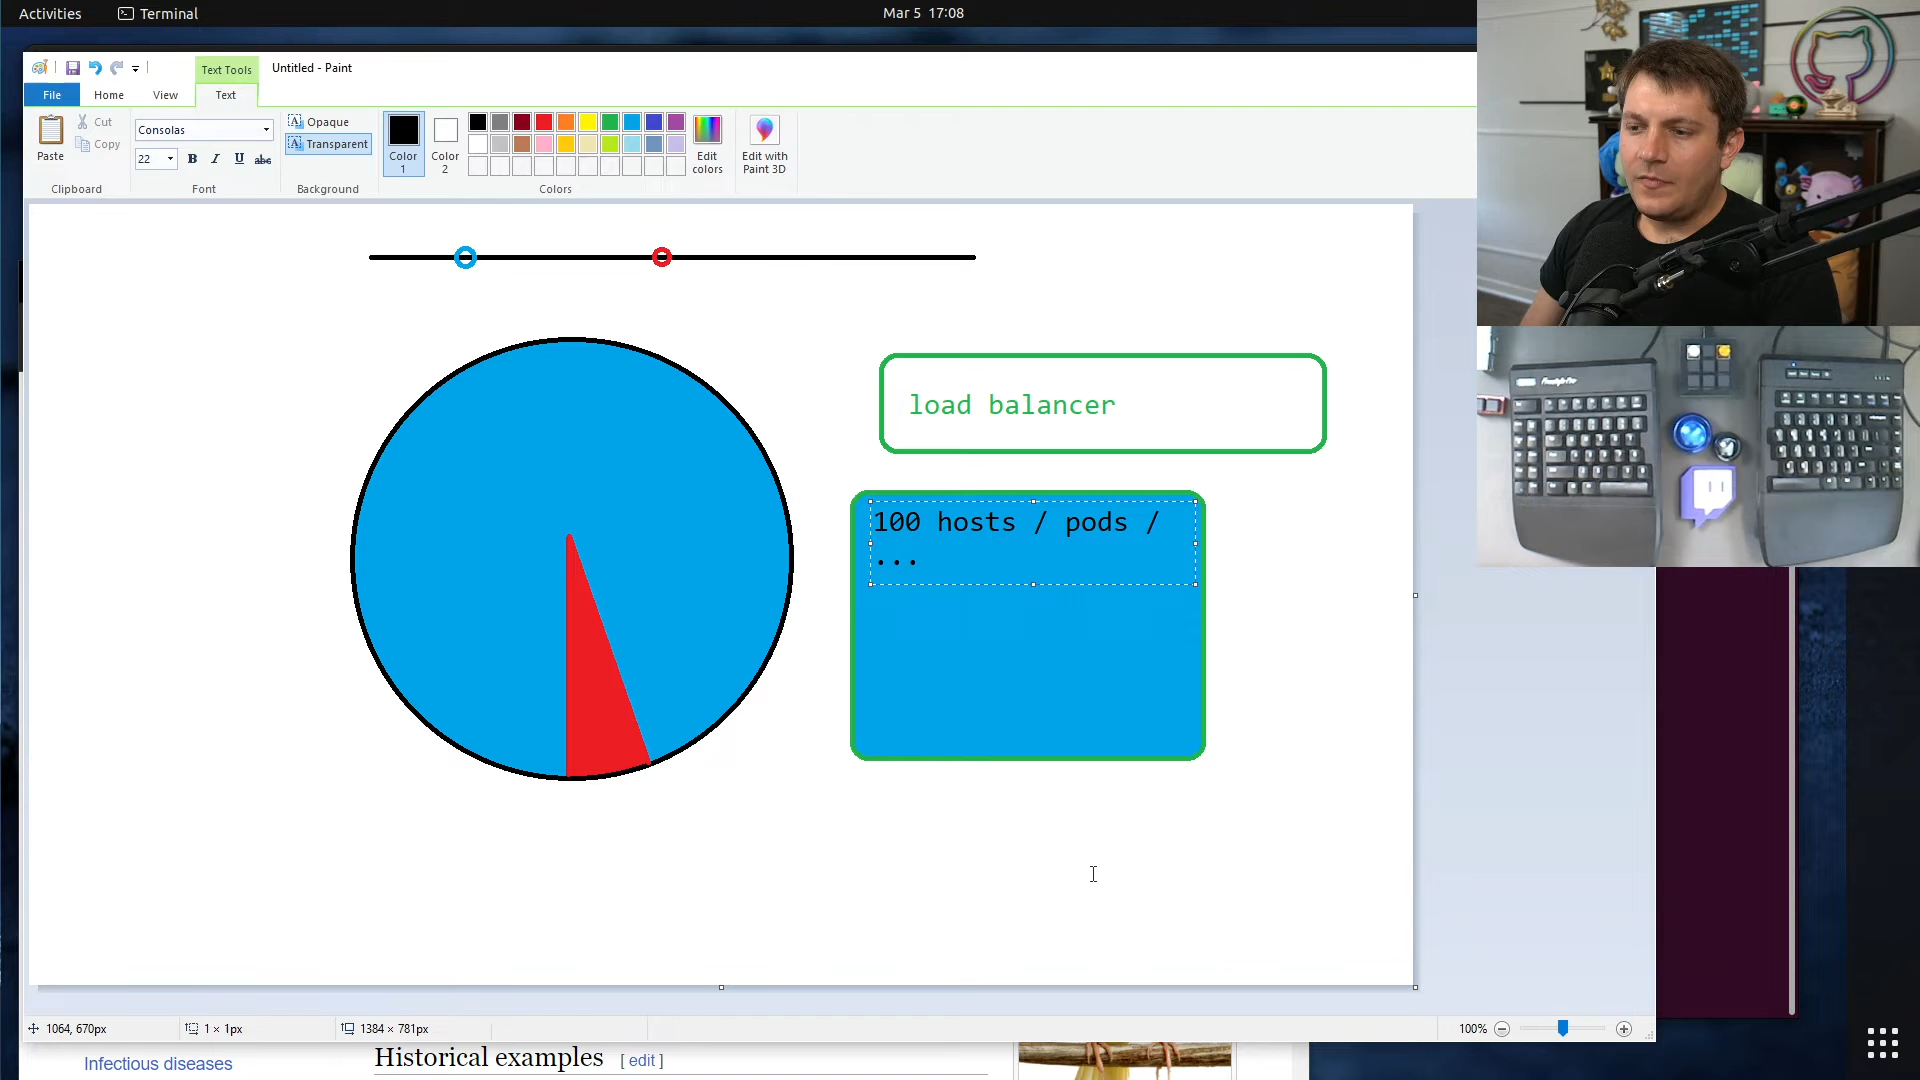 Activities
Terminal
Mar 5 17:08
Text Tools
Untitled - Paint
File
Home
View
Text
Paste
Cut
Copy
Clipboard
Consolas
22
B
I
U
abc
Font
A Opaque
A Transparent
Background
Color 1
Color 2
Edit colors
Colors
Edit with Paint 3D
load balancer
100 hosts / pods /
...
1064, 670px
1 × 1px
1384 × 781px
100%
Infectious diseases
Historical examples [ edit ]